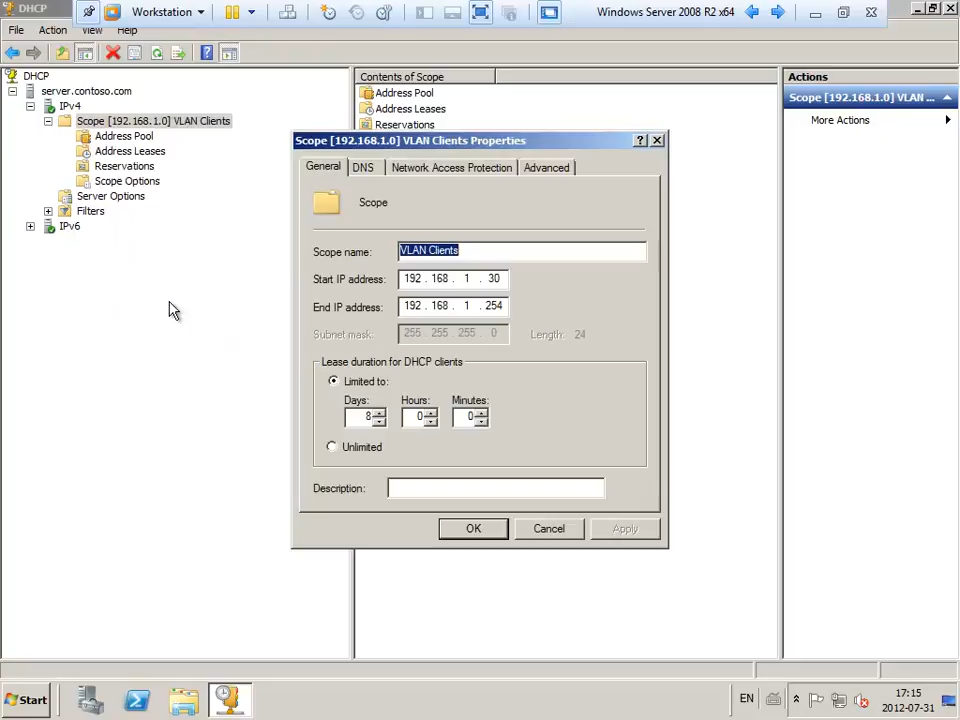 DHCP
Workstation
Windows Server 2008 R2 x64
File Action View Help
DHCP
server.contoso.com
IPv4
Scope [192.168.1.0] VLAN Clients
Address Pool
Address Leases
Reservations
Scope Options
Server Options
Filters
IPv6
Contents of Scope
Address Pool
Address Leases
Reservations
Actions
Scope [192.168.1.0] VLAN ...
More Actions
Scope [192.168.1.0] VLAN Clients Properties
General DNS Network Access Protection Advanced
Scope
Scope name: VLAN Clients
Start IP address: 192 . 168 . 1 . 30
End IP address: 192 . 168 . 1 . 254
Subnet mask: 255 . 255 . 255 . 0 Length: 24
Lease duration for DHCP clients
Limited to:
Days: Hours: Minutes:
8 0 0
Unlimited
Description:
OK Cancel Apply
Start
EN
17:15
2012-07-31